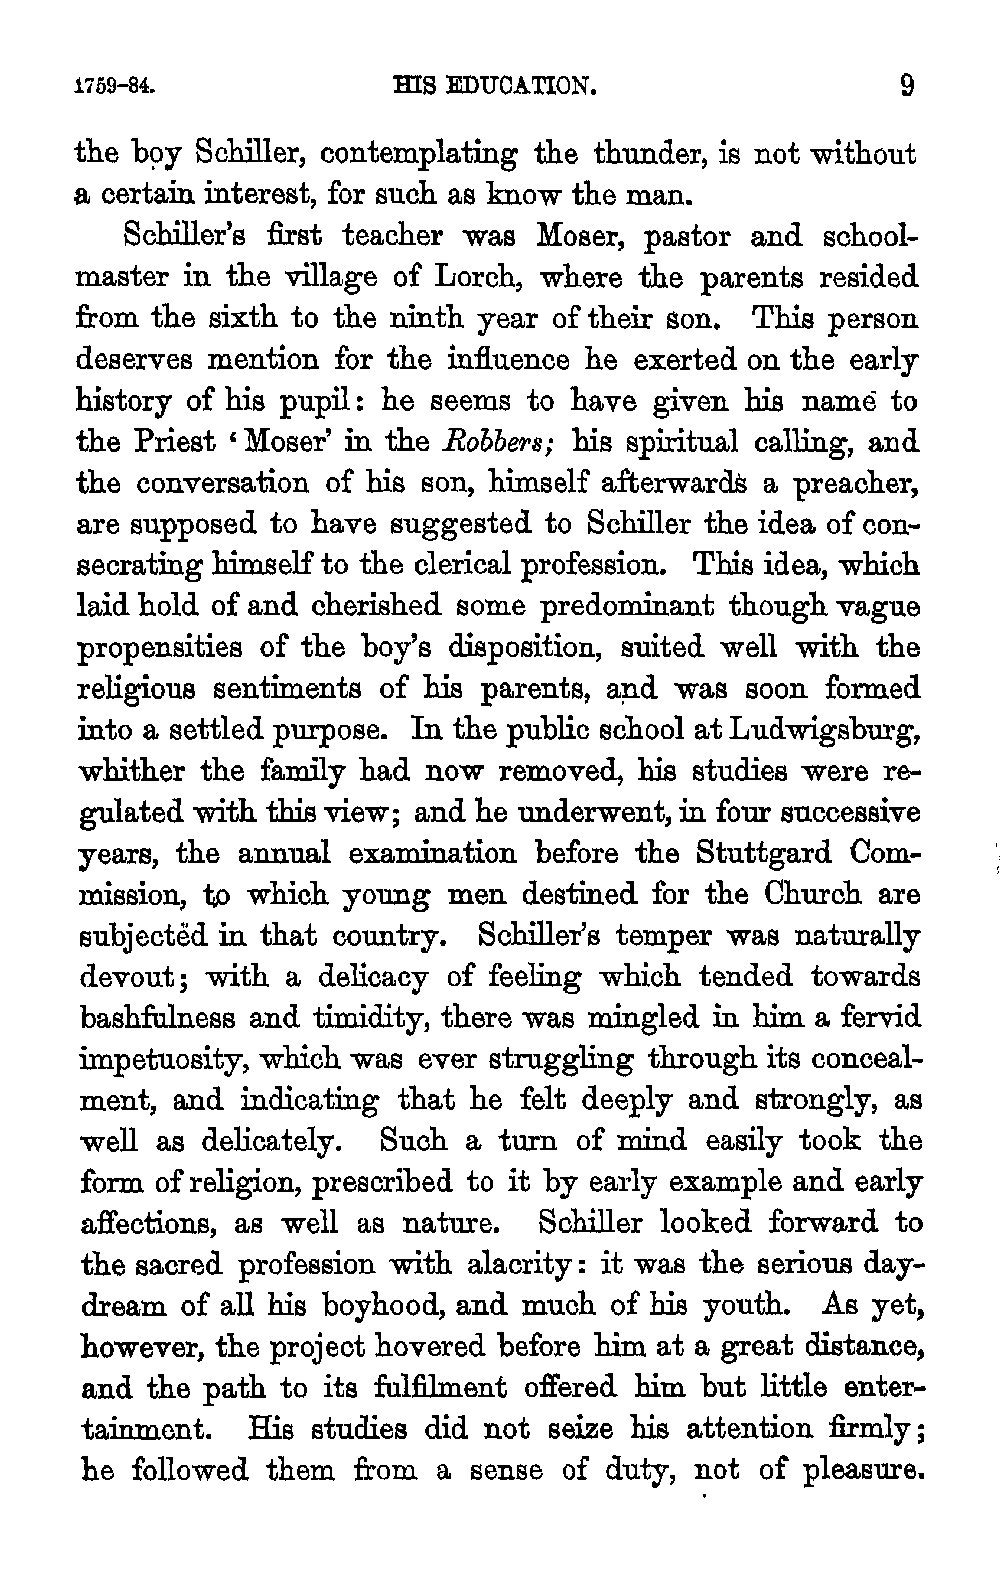 1759–84. HIS EDUCATION. 9
the boy Schiller, contemplating the thunder, is not without
a certain interest, for such as know the man.
Schiller's first teacher was Moser, pastor and school-
master in the village of Lorch, where the parents resided
from the sixth to the ninth year of their son. This person
deserves mention for the influence he exerted on the early
history of his pupil: he seems to have given his name to
the Priest ‘Moser’ in the Robbers; his spiritual calling, and
the conversation of his son, himself afterwards a preacher,
are supposed to have suggested to Schiller the idea of con-
secrating himself to the clerical profession. This idea, which
laid hold of and cherished some predominant though vague
propensities of the boy's disposition, suited well with the
religious sentiments of his parents, and was soon formed
into a settled purpose. In the public school at Ludwigsburg,
whither the family had now removed, his studies were re-
gulated with this view; and he underwent, in four successive
years, the annual examination before the Stuttgard Com-
mission, to which young men destined for the Church are
subjected in that country. Schiller's temper was naturally
devout; with a delicacy of feeling which tended towards
bashfulness and timidity, there was mingled in him a fervid
impetuosity, which was ever struggling through its conceal-
ment, and indicating that he felt deeply and strongly, as
well as delicately. Such a turn of mind easily took the
form of religion, prescribed to it by early example and early
affections, as well as nature. Schiller looked forward to
the sacred profession with alacrity: it was the serious day-
dream of all his boyhood, and much of his youth. As yet,
however, the project hovered before him at a great distance,
and the path to its fulfilment offered him but little enter-
tainment. His studies did not seize his attention firmly;
he followed them from a sense of duty, not of pleasure.